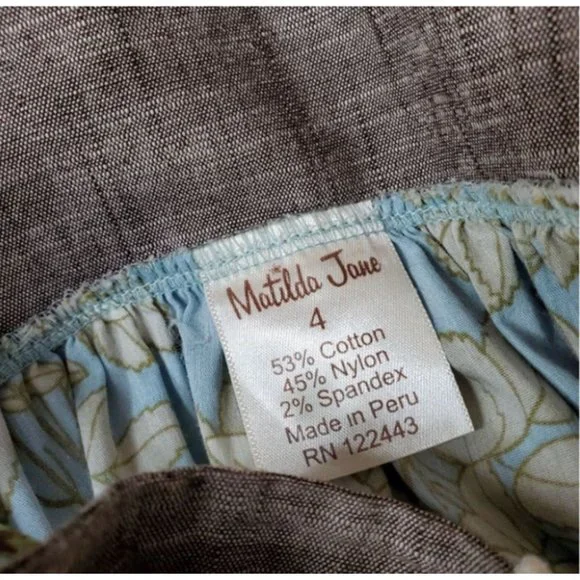 Matilda Jane
4
53% Cotton
45% Nylon
2% Spandex
Made in Peru
RN 122443